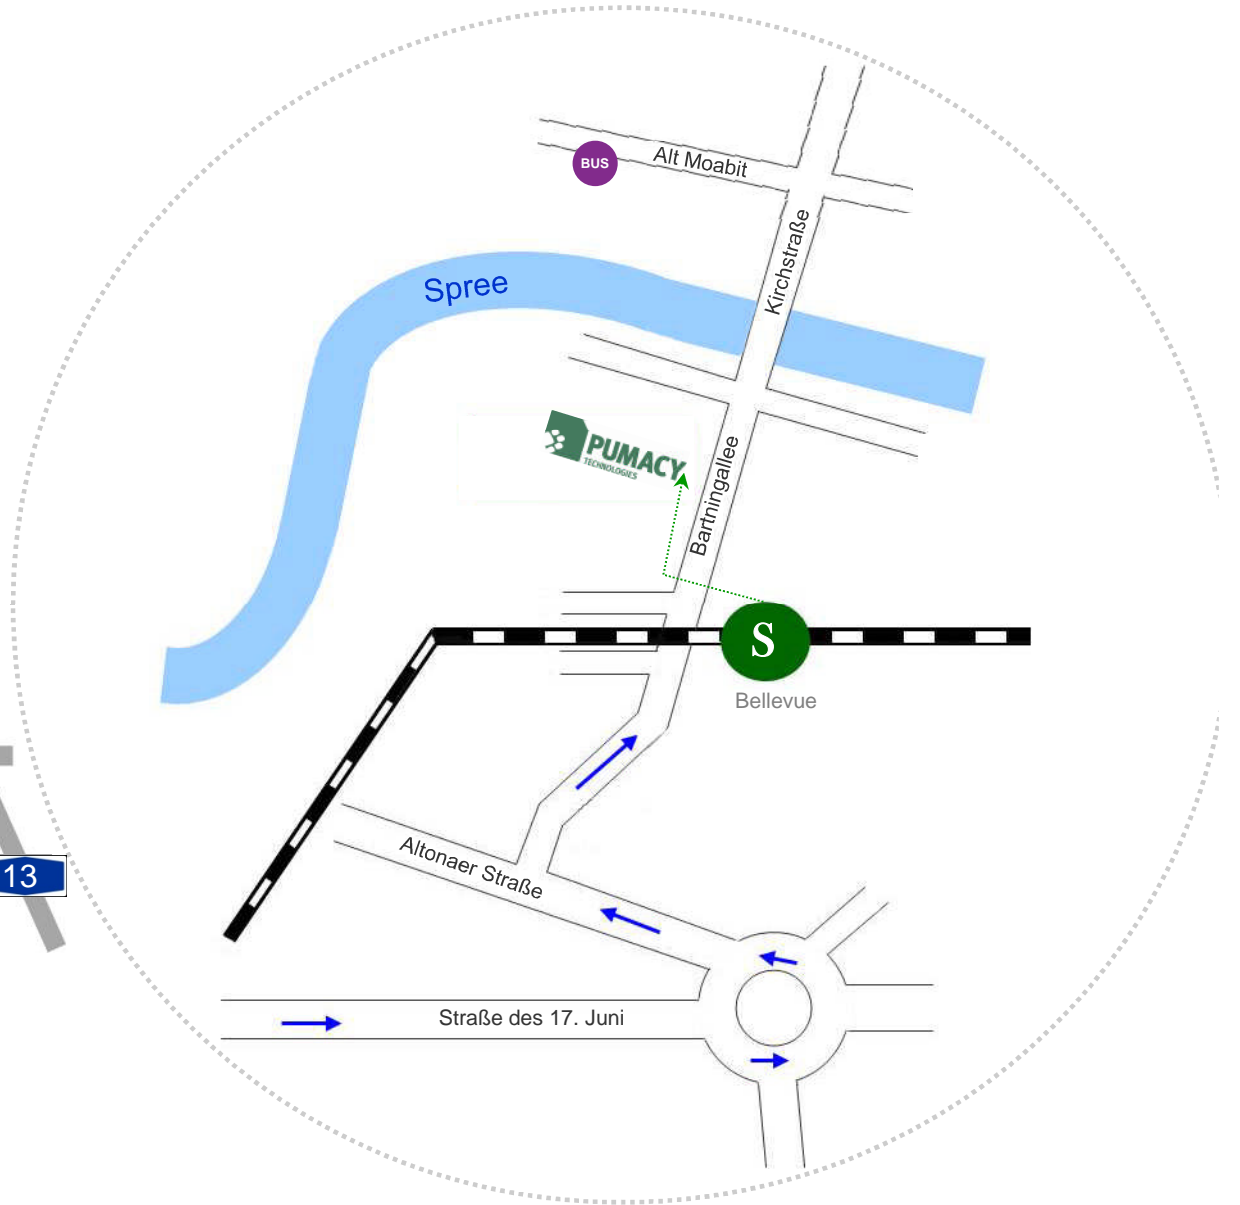 Alt Moabit
BUS
Kirchstraße
Spree
PUMACY
TECHNOLOGIES
Bartningallee
S
Bellevue
13
Altonaer Straße
Straße des 17. Juni